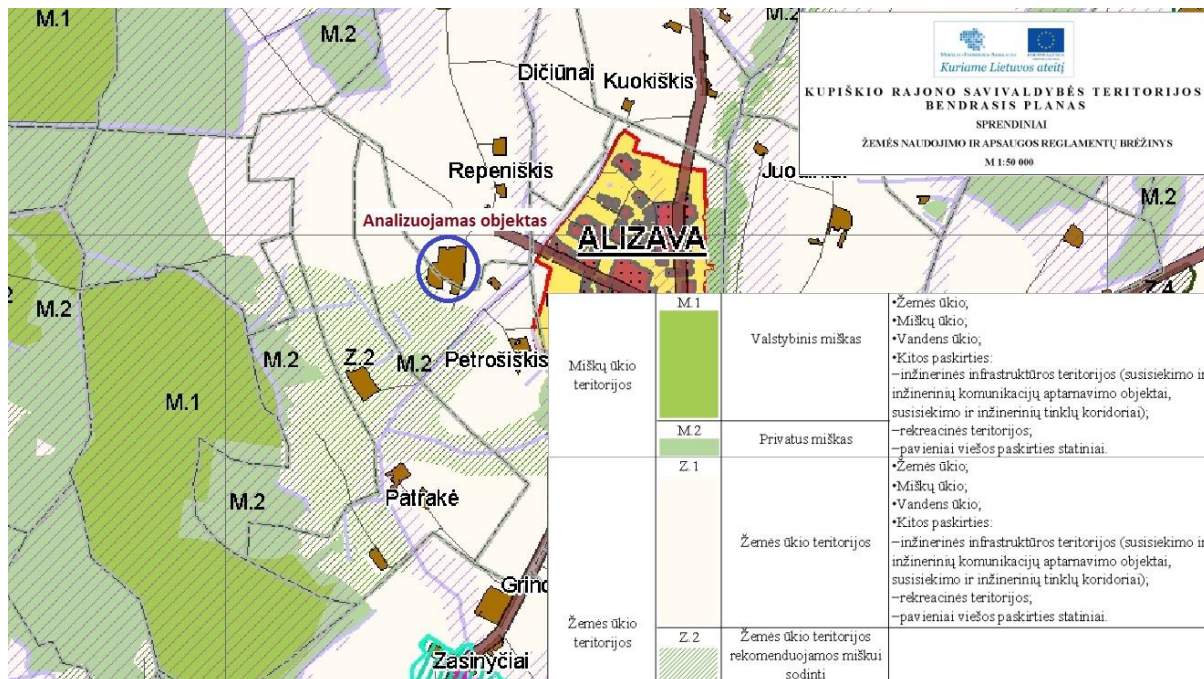 M.1
M.2
M.2
Dičiūnai
Kuokiškis
Repeniškis
Analizuojamas objektas
ALIZAVA
Kuriame Lietuvos ateitį
KUPIŠKIO RAJONO SAVIVALDYBĖS TERITORIJOS
BENDRASIS PLANAS
SPRENDINIAI
ŽEMĖS NAUDOJIMO IR APSAUGOS REGLAMENTŲ BRĖŽINYS
M 1:50 000
M.2
M.2
M.2
M.2
Z.2
M.2
Petrošiškis
M.1
M.2
Patrakė
Zasinyčiai
Z.4
Miškų ūkio
teritorijos
M.1
Valstybinis miškas
•Žemės ūkio;
•Miškų ūkio;
•Vandens ūkio;
•Kitos paskirties:
–inžinerinės infrastruktūros teritorijos (susisiekimo ir
inžinerinių komunikacijų aptarnavimo objektai,
susisiekimo ir inžinerinių tinklų koridoriai);
–rekreacinės teritorijos;
–pavieniai viešos paskirties statiniai.
M.2
Privatus miškas
Žemės ūkio
teritorijos
Z.1
Žemės ūkio teritorijos
•Žemės ūkio;
•Miškų ūkio;
•Vandens ūkio;
•Kitos paskirties:
–inžinerinės infrastruktūros teritorijos (susisiekimo ir
inžinerinių komunikacijų aptarnavimo objektai,
susisiekimo ir inžinerinių tinklų koridoriai);
–rekreacinės teritorijos;
–pavieniai viešos paskirties statiniai.
Z.2
Žemės ūkio teritorijos
rekomenduojamos miškui
sodinti